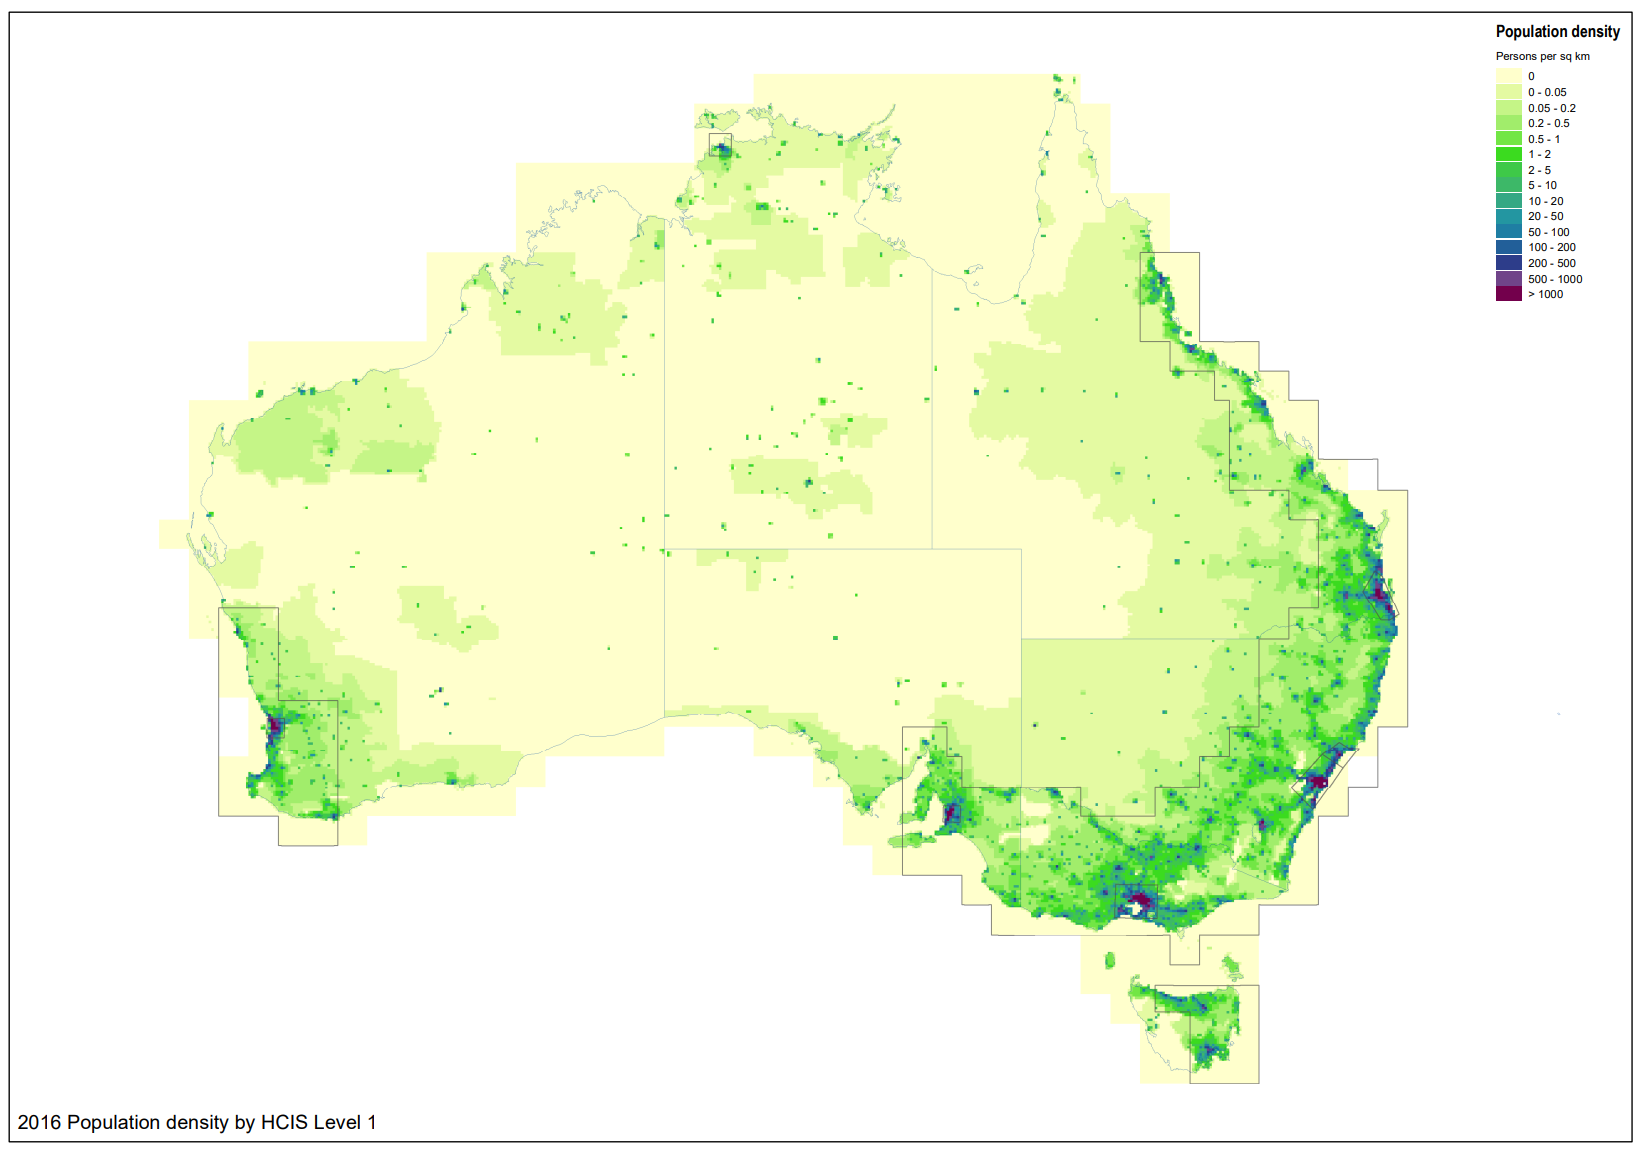 Population density
Persons per sq km
0
0 - 0.05
0.05 - 0.2
0.2 - 0.5
0.5 - 1
1 - 2
2 - 5
5 - 10
10 - 20
20 - 50
50 - 100
100 - 200
200 - 500
500 - 1000
> 1000
2016 Population density by HCIS Level 1